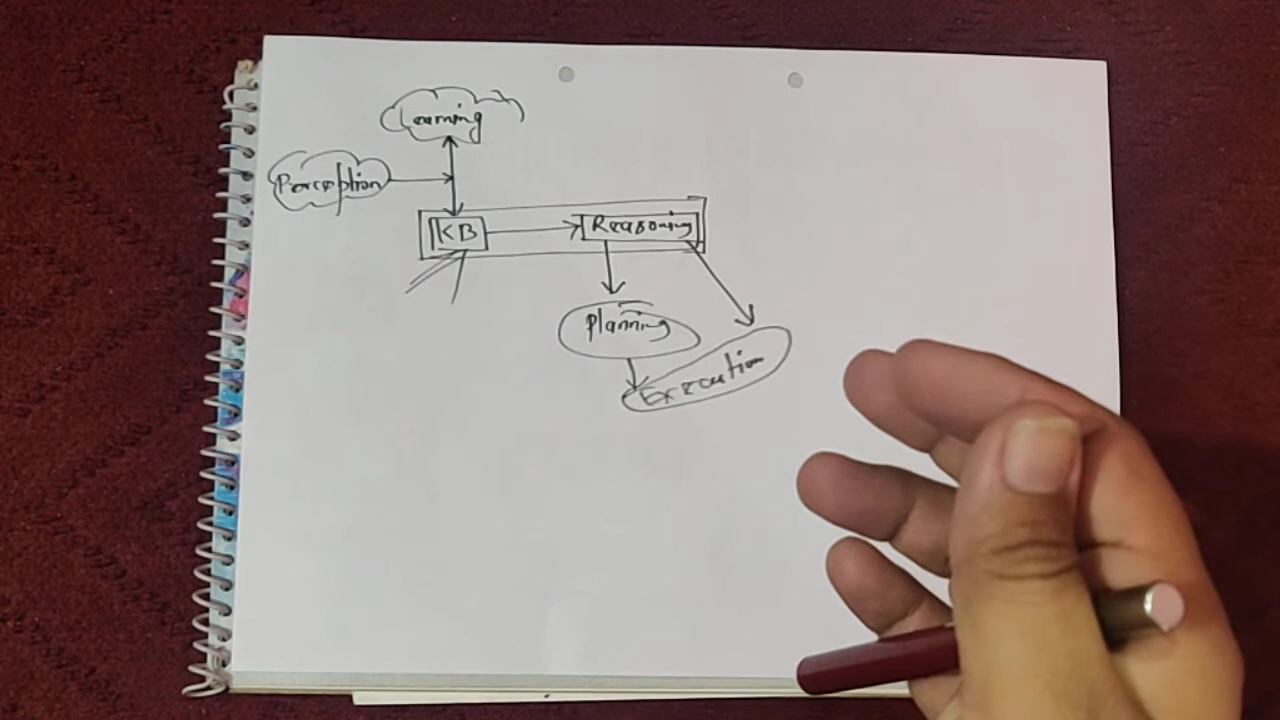 Learning
Perception
KB
Reasoning
Planning
Execution